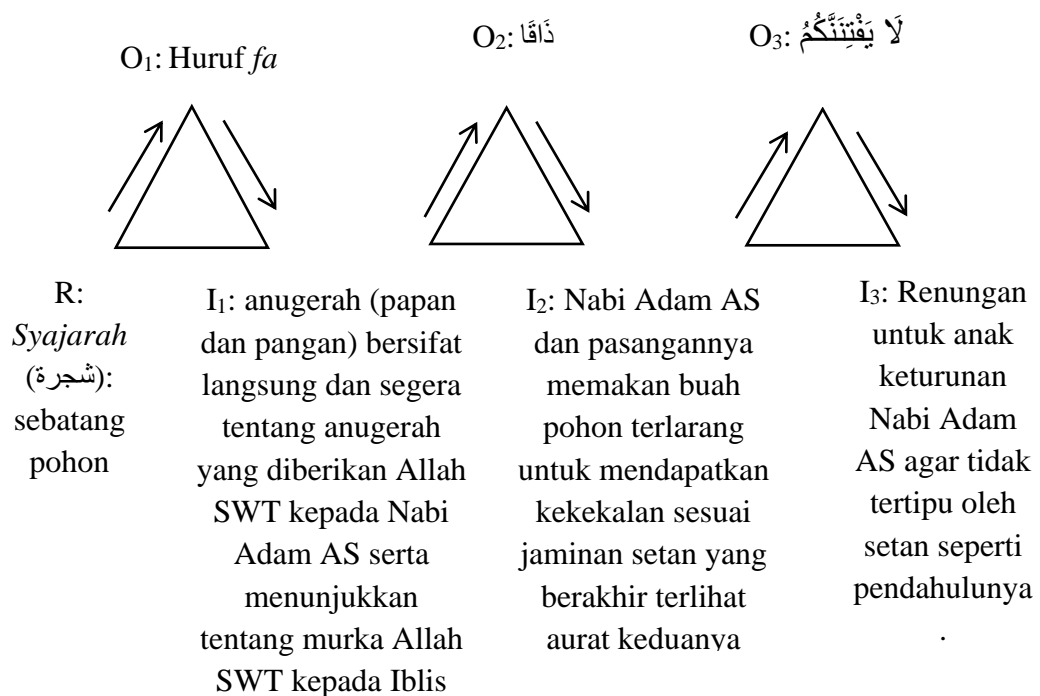 O₁: Huruf fa
O₂: ذَاقَا
O₃: لَا يَفْتِنَنَّكُمُ
R:
Syajarah
(شجرة):
sebatang
pohon
I₁: anugerah (papan
dan pangan) bersifat
langsung dan segera
tentang anugerah
yang diberikan Allah
SWT kepada Nabi
Adam AS serta
menunjukkan
tentang murka Allah
SWT kepada Iblis
I₂: Nabi Adam AS
dan pasangannya
memakan buah
pohon terlarang
untuk mendapatkan
kekekalan sesuai
jaminan setan yang
berakhir terlihat
aurat keduanya
I₃: Renungan
untuk anak
keturunan
Nabi Adam
AS agar tidak
tertipu oleh
setan seperti
pendahulunya
.